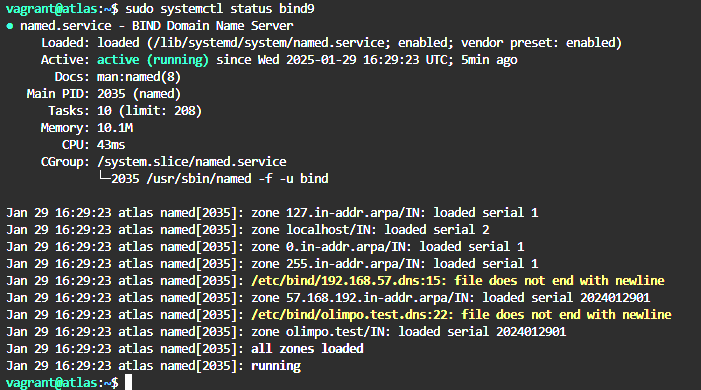 vagrant@atlas:~$ sudo systemctl status bind9
● named.service - BIND Domain Name Server
     Loaded: loaded (/lib/systemd/system/named.service; enabled; vendor preset: enabled)
     Active: active (running) since Wed 2025-01-29 16:29:23 UTC; 5min ago
       Docs: man:named(8)
   Main PID: 2035 (named)
      Tasks: 10 (limit: 208)
     Memory: 10.1M
        CPU: 43ms
     CGroup: /system.slice/named.service
             └─2035 /usr/sbin/named -f -u bind

Jan 29 16:29:23 atlas named[2035]: zone 127.in-addr.arpa/IN: loaded serial 1
Jan 29 16:29:23 atlas named[2035]: zone localhost/IN: loaded serial 2
Jan 29 16:29:23 atlas named[2035]: zone 0.in-addr.arpa/IN: loaded serial 1
Jan 29 16:29:23 atlas named[2035]: zone 255.in-addr.arpa/IN: loaded serial 1
Jan 29 16:29:23 atlas named[2035]: /etc/bind/192.168.57.dns:15: file does not end with newline
Jan 29 16:29:23 atlas named[2035]: zone 57.168.192.in-addr.arpa/IN: loaded serial 2024012901
Jan 29 16:29:23 atlas named[2035]: /etc/bind/olimpo.test.dns:22: file does not end with newline
Jan 29 16:29:23 atlas named[2035]: zone olimpo.test/IN: loaded serial 2024012901
Jan 29 16:29:23 atlas named[2035]: all zones loaded
Jan 29 16:29:23 atlas named[2035]: running
vagrant@atlas:~$